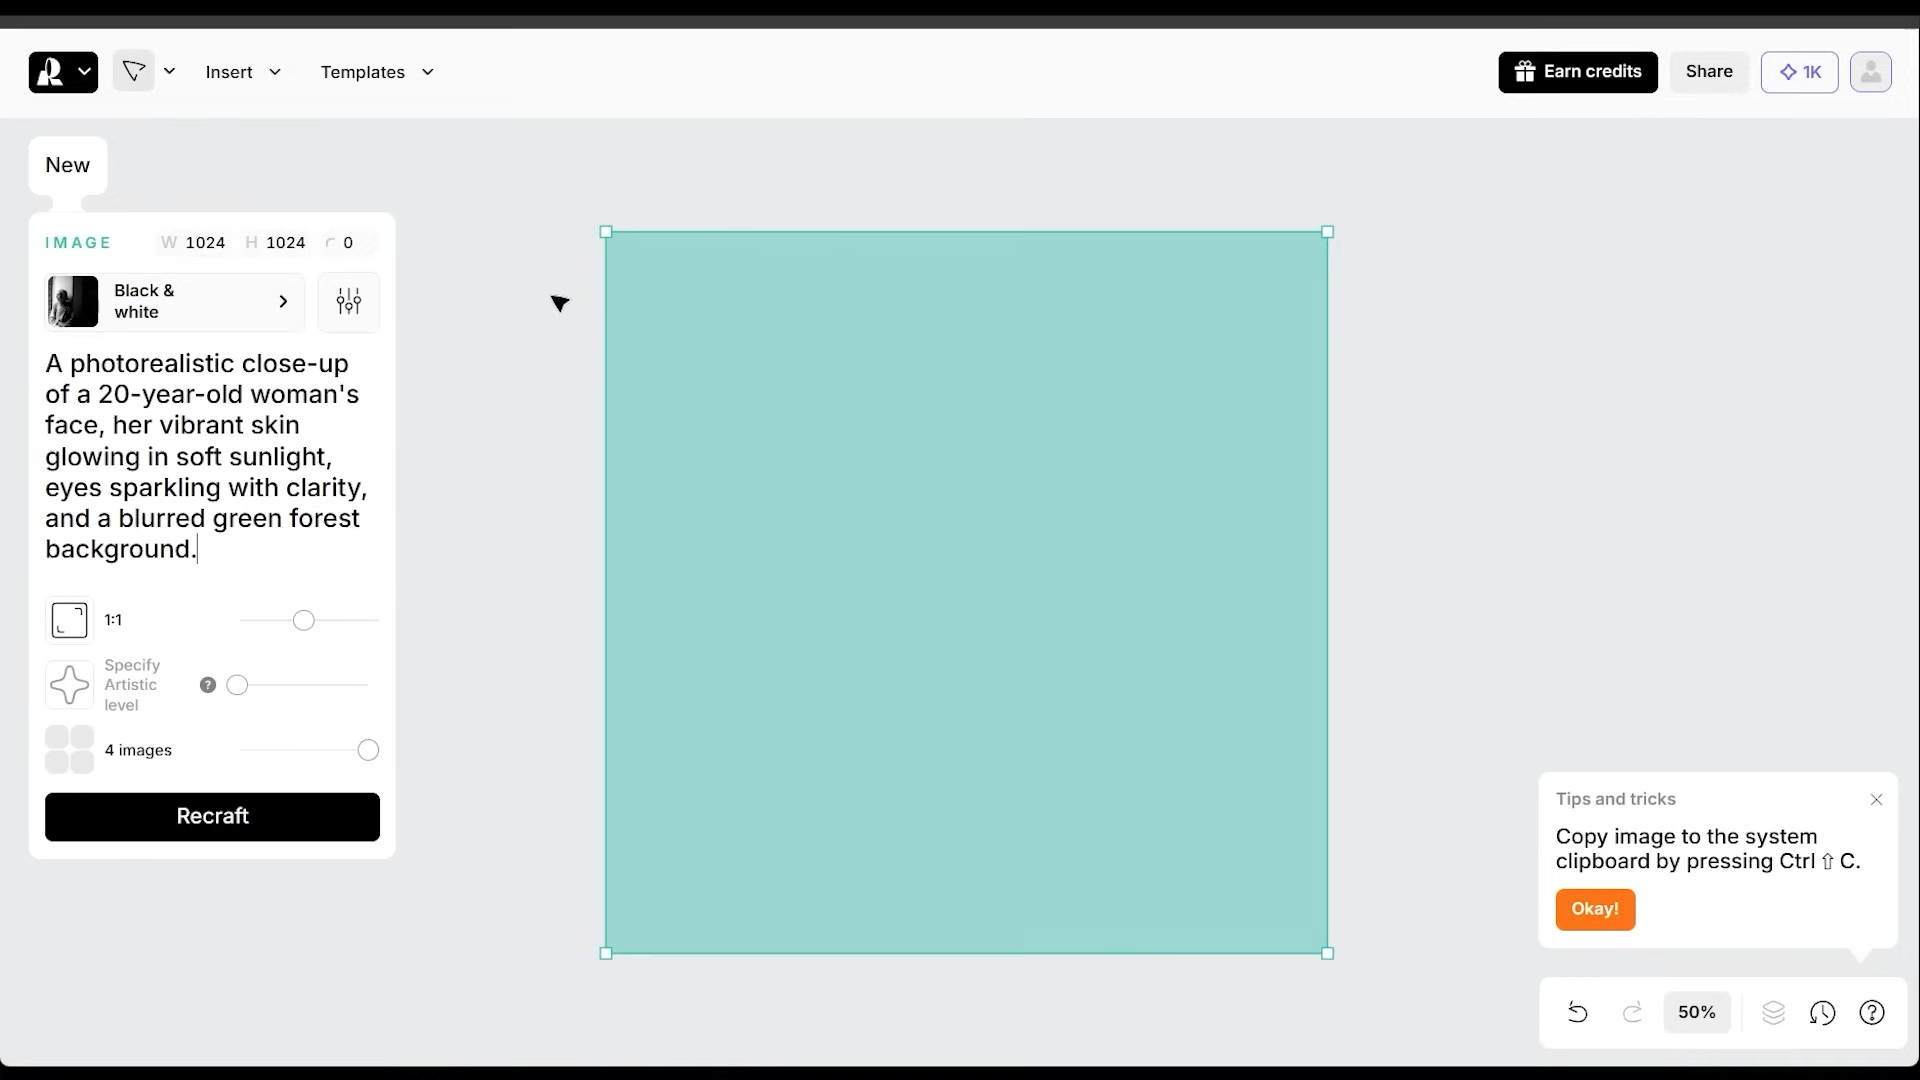 Insert
Templates
Earn credits
Share
1K
New
IMAGE
W 1024 H 1024 0
Black &
white
A photorealistic close-up
of a 20-year-old woman's
face, her vibrant skin
glowing in soft sunlight,
eyes sparkling with clarity,
and a blurred green forest
background.
1:1
Specify
Artistic
level
?
4 images
Recraft
Tips and tricks
Copy image to the system
clipboard by pressing Ctrl ⇧ C.
Okay!
50%
?